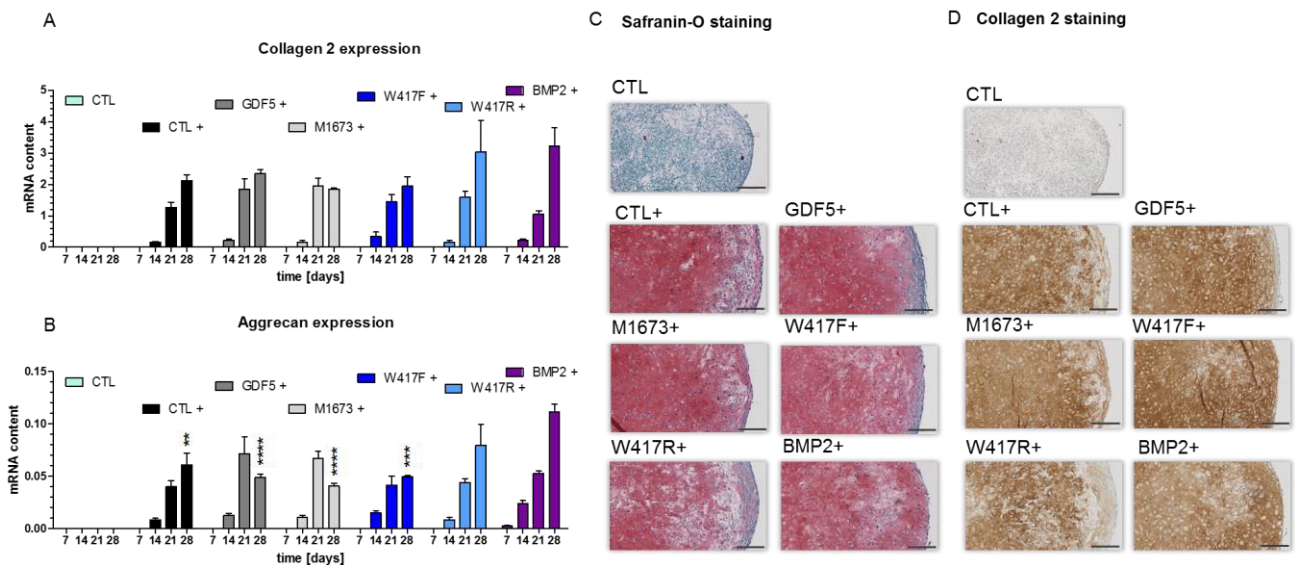 A
Collagen 2 expression
CTL
CTL +
GDF5 +
M1673 +
W417F +
W417R +
BMP2 +
mRNA content
5
4
3
2
1
0
7 14 21 28 7 14 21 28 7 14 21 28 7 14 21 28 7 14 21 28 7 14 21 28 7 14 21 28
time [days]
B
Aggrecan expression
CTL
CTL +
GDF5 +
M1673 +
W417F +
W417R +
BMP2 +
mRNA content
0.15
0.10
0.05
0.00
**
****
****
***
7 14 21 28 7 14 21 28 7 14 21 28 7 14 21 28 7 14 21 28 7 14 21 28 7 14 21 28
time [days]
C Safranin-O staining
CTL
CTL+ GDF5+
M1673+ W417F+
W417R+ BMP2+
D Collagen 2 staining
CTL
CTL+ GDF5+
M1673+ W417F+
W417R+ BMP2+